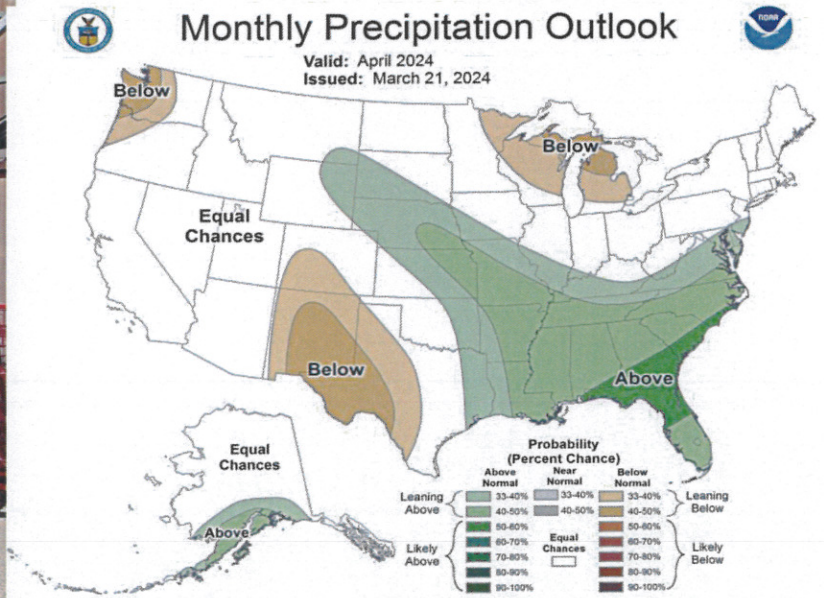 Monthly Precipitation Outlook
NOAA
Valid: April 2024
Issued: March 21, 2024
Below
Below
Equal
Chances
Below
Above
Equal
Chances
Above
Probability
(Percent Chance)
Above
Normal
Near
Normal
Below
Normal
Leaning
Above
33-40%
33-40%
33-40%
Leaning
Below
40-50%
40-50%
40-50%
Likely
Above
50-60%
Equal
Chances
50-60%
Likely
Below
60-70%
60-70%
70-80%
70-80%
80-90%
80-90%
90-100%
90-100%